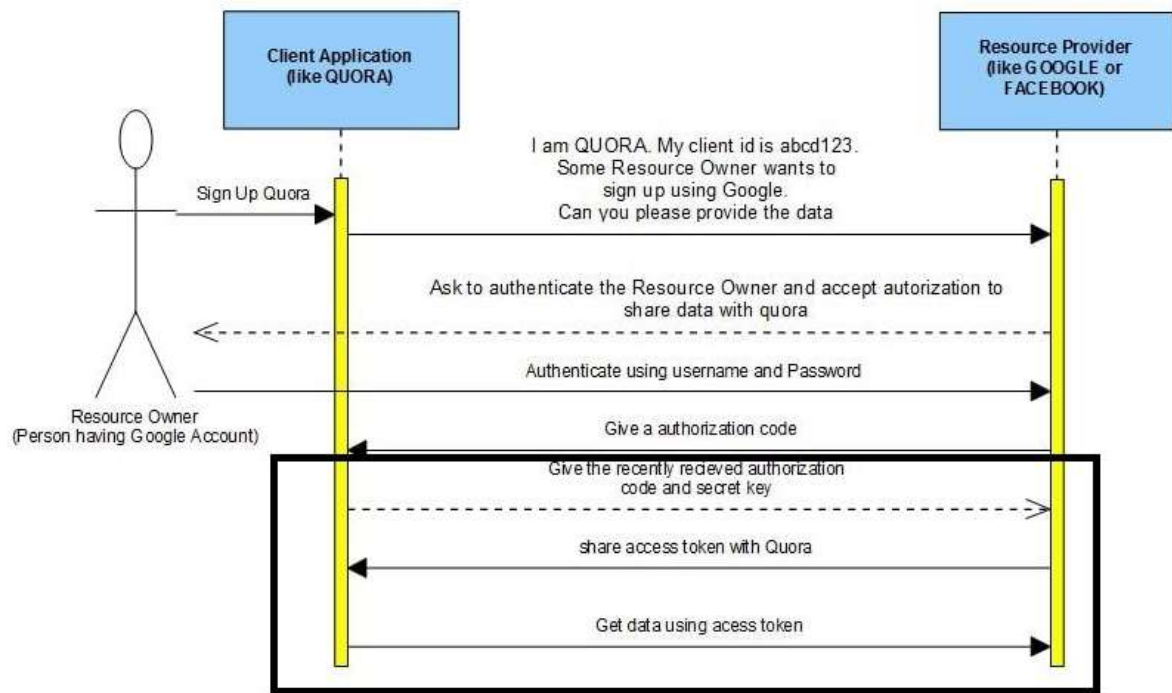 Client Application
(like QUORA)
Resource Provider
(like GOOGLE or
FACEBOOK)
I am QUORA. My client id is abcd123.
Some Resource Owner wants to
sign up using Google.
Can you please provide the data
Sign Up Quora
Ask to authenticate the Resource Owner and accept autorization to
share data with quora
Authenticate using username and Password
Resource Owner
(Person having Google Account)
Give a authorization code
Give the recently recieved authorization
code and secret key
share access token with Quora
Get data using acess token